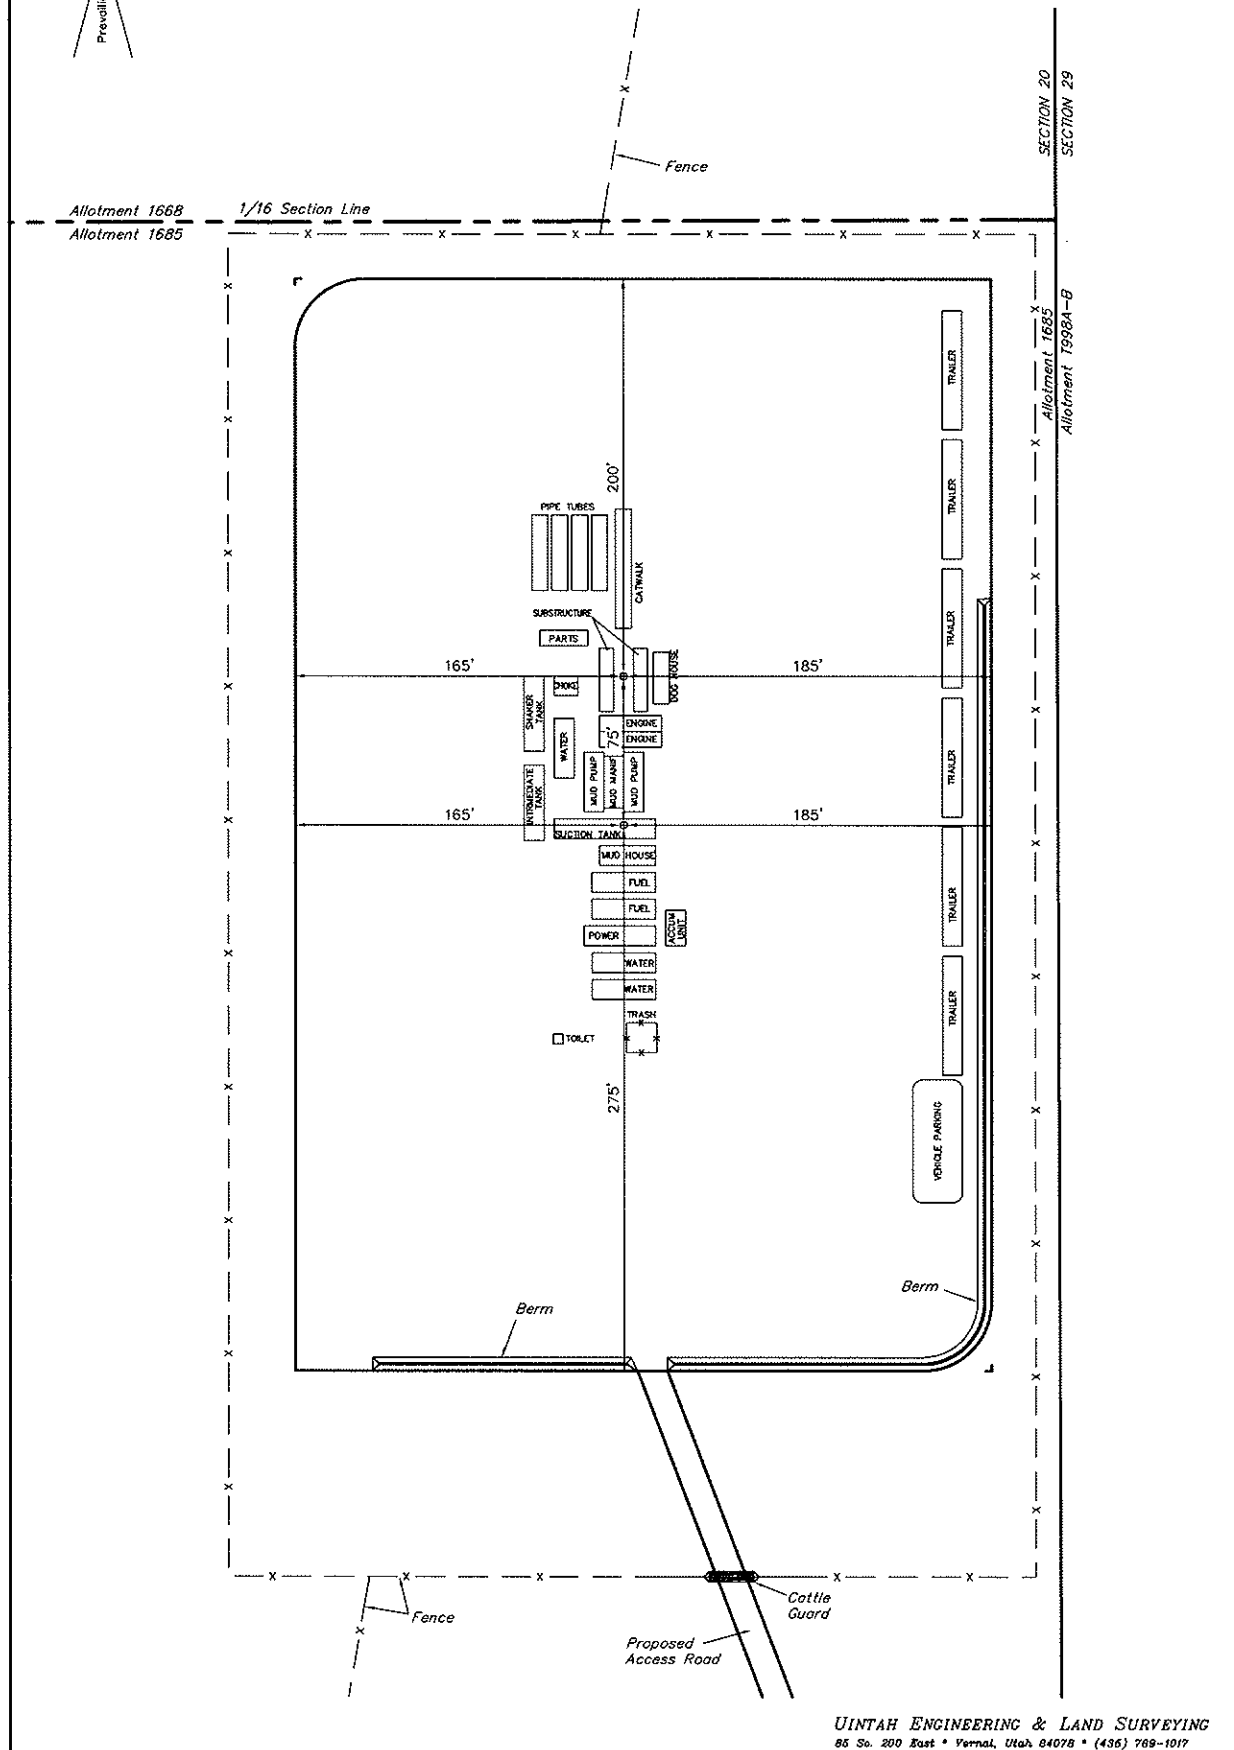 SECTION 20
SECTION 29
Fence
Allotment 1668
1/16 Section Line
Allotment 1685
Allotment 1685
Allotment T998A-B
TRAILER
200'
TRAILER
PIPE TUBES
CATWALK
SUBSTRUCTURE
PARTS
TRAILER
165'
185'
DOG HOUSE
CHOKE
SHAKER
TANK
WATER
ENGINE
ENGINE
75'
TRAILER
MUD PUMP
MUD MANIF
MUD PUMP
INTRMEDIATE
TANK
165'
185'
SUCTION TANK
MUD HOUSE
FUEL
FUEL
TRAILER
ACCUM
UNIT
POWER
WATER
WATER
TRAILER
TRASH
TOILET
275'
VEHICLE PARKING
Berm
Berm
Fence
Cattle
Guard
Proposed
Access Road
UINTAH ENGINEERING & LAND SURVEYING
85 So. 200 East * Vernal, Utah 84078 * (435) 789-1017